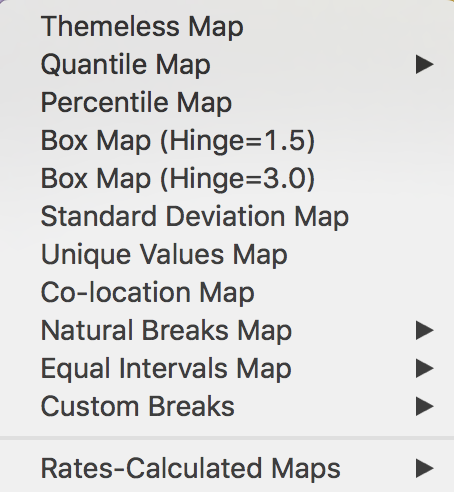 Themeless Map
Quantile Map
Percentile Map
Box Map (Hinge=1.5)
Box Map (Hinge=3.0)
Standard Deviation Map
Unique Values Map
Co-location Map
Natural Breaks Map
Equal Intervals Map
Custom Breaks
Rates-Calculated Maps